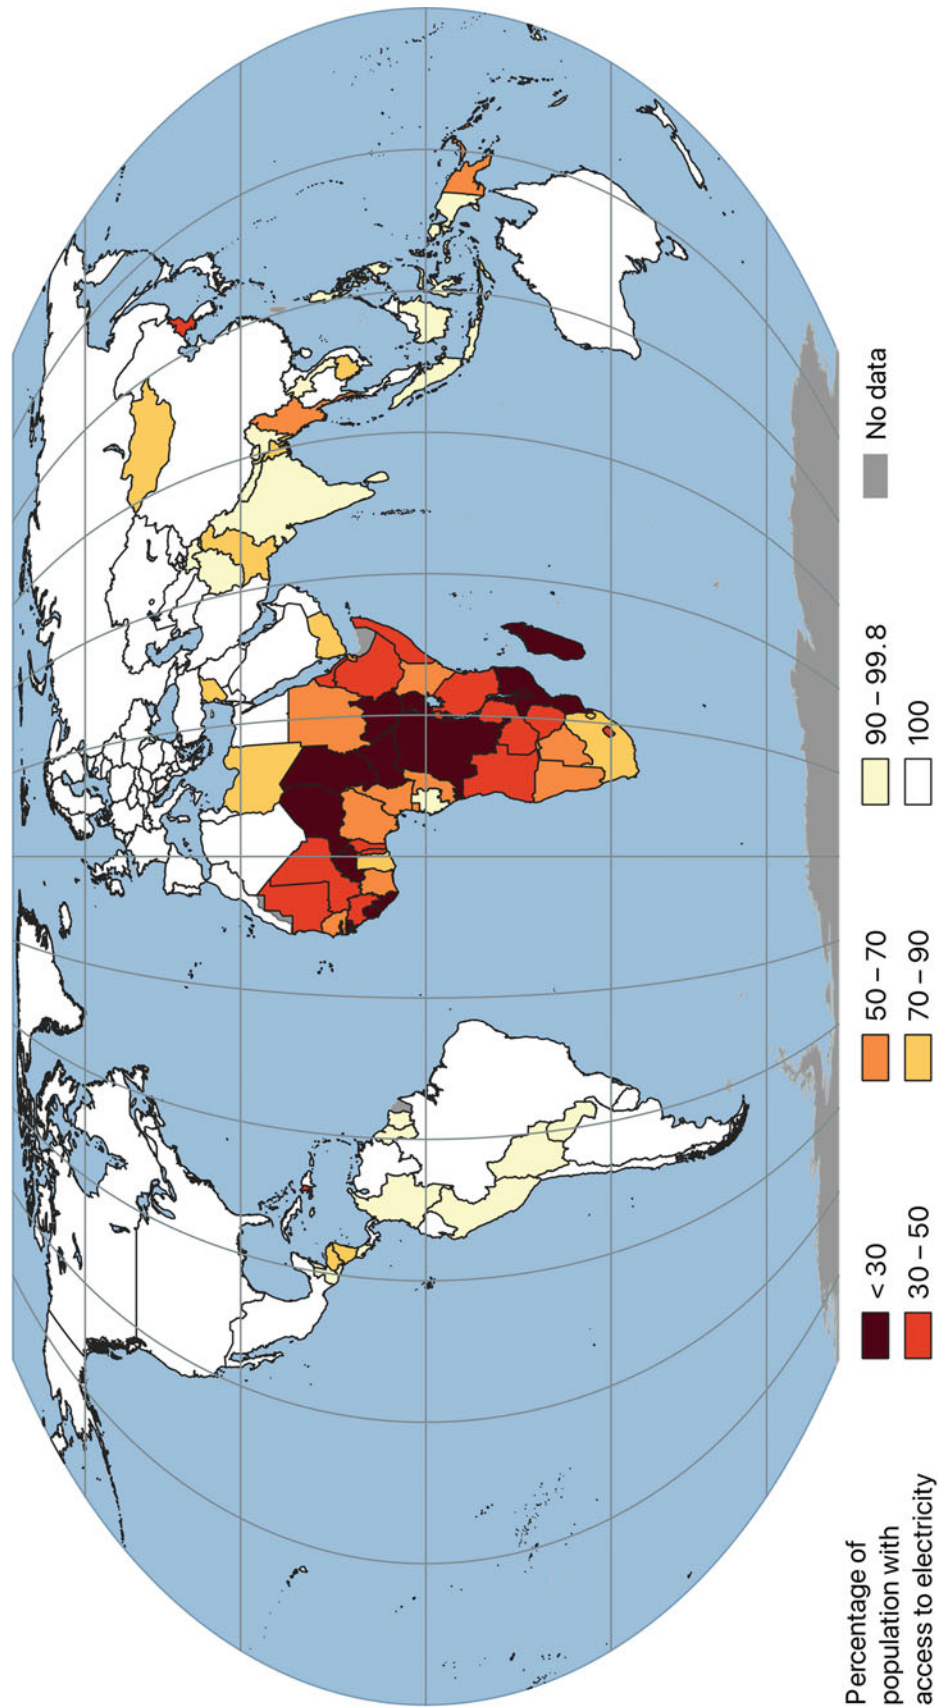 Percentage of
population with
access to electricity
< 30
30 – 50
50 – 70
70 – 90
90 – 99.8
100
No data